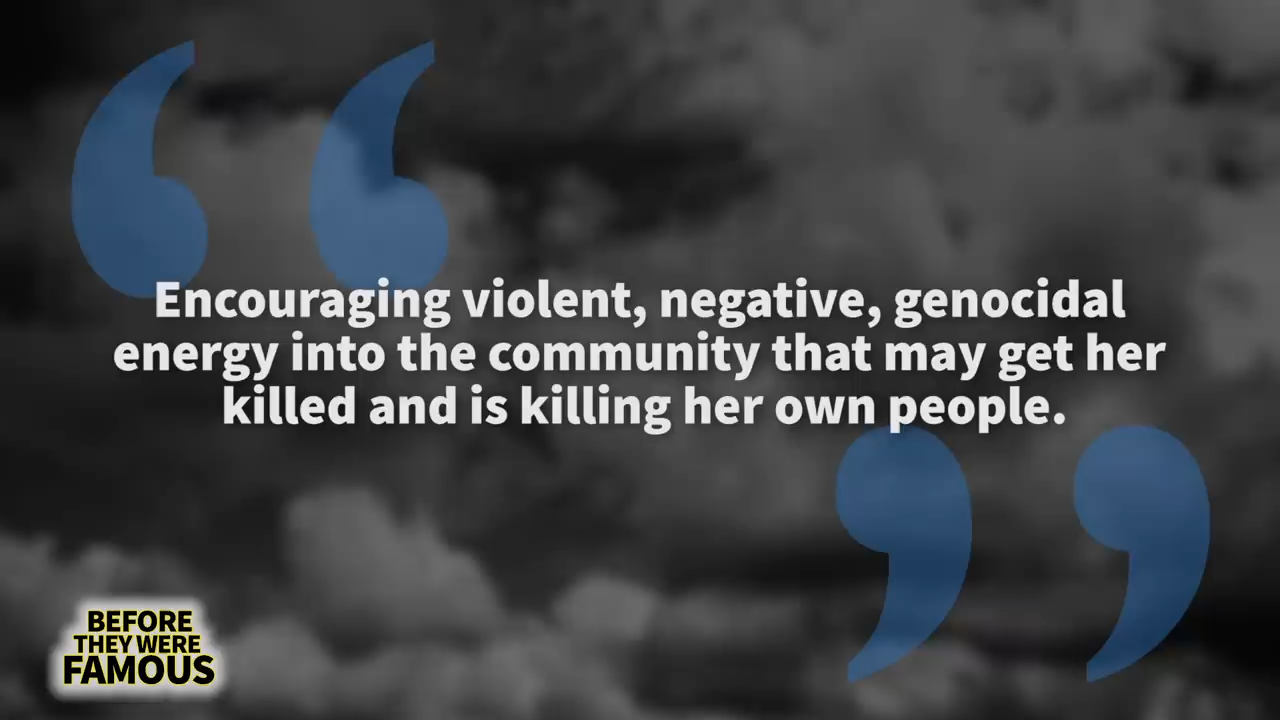 Encouraging violent, negative, genocidal
energy into the community that may get her
killed and is killing her own people.
BEFORE
THEY WERE
FAMOUS